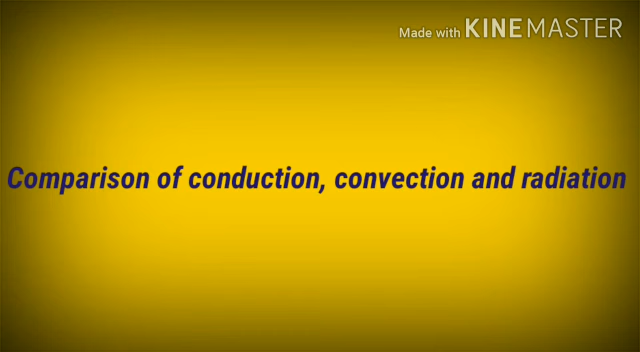 Made with KINEMASTER
Comparison of conduction, convection and radiation